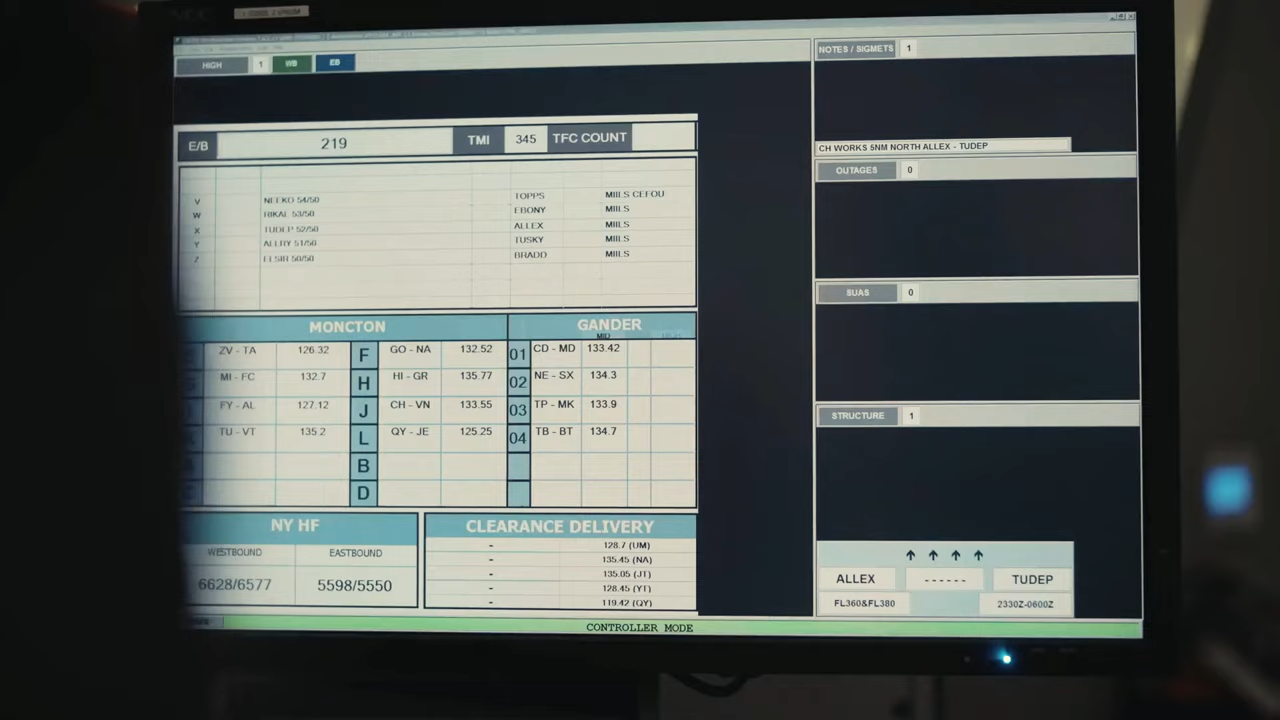 HIGH 1 WB EB
NOTES / SIGMETS 1
CH WORKS 5NM NORTH ALLEX - TUDEP
E/B 219 TMI 345 TFC COUNT
V NEEKO 54/50 TOPPS MIILS CEFOU
W RIKAL 53/50 EBONY MIILS
X TUDEP 52/50 ALLEX MIILS
Y ALLRY 51/50 TUSKY MIILS
Z ELSIR 50/50 BRADD MIILS
OUTAGES 0
SUAS 0
MONCTON GANDER
MID
ZV - TA 126.32 F GO - NA 132.52 01 CD - MD 133.42
MI - FC 132.7 H HI - GR 135.77 02 NE - SX 134.3
FY - AL 127.12 J CH - VN 133.55 03 TP - MK 133.9
TU - VT 135.2 L QY - JE 125.25 04 TB - BT 134.7
B
D
STRUCTURE 1
NY HF
WESTBOUND EASTBOUND
6628/6577 5598/5550
CLEARANCE DELIVERY
- 128.7 (UM)
- 135.45 (NA)
- 135.05 (JT)
- 128.45 (YT)
- 119.42 (QY)
↑ ↑ ↑ ↑
ALLEX ------ TUDEP
FL360&FL380 2330Z-0600Z
CONTROLLER MODE